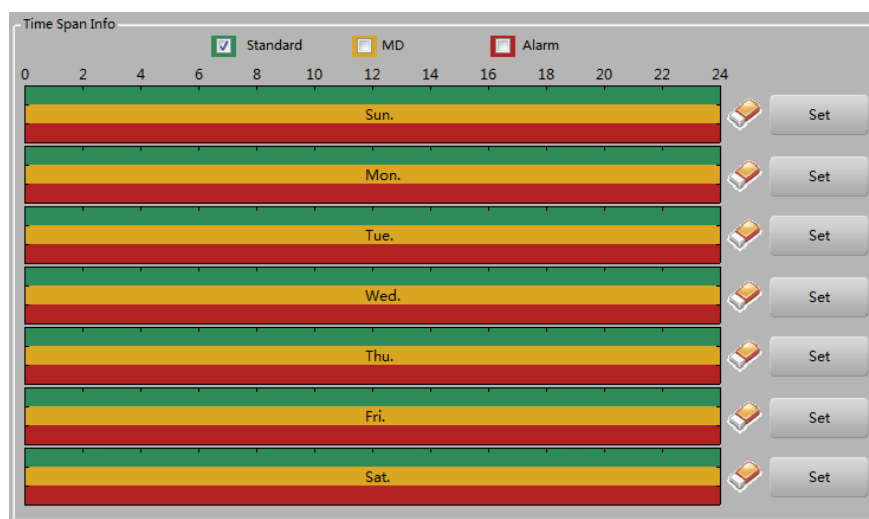 Time Span Info
Standard MD Alarm
0 2 4 6 8 10 12 14 16 18 20 22 24
Sun. Set
Mon. Set
Tue. Set
Wed. Set
Thu. Set
Fri. Set
Sat. Set